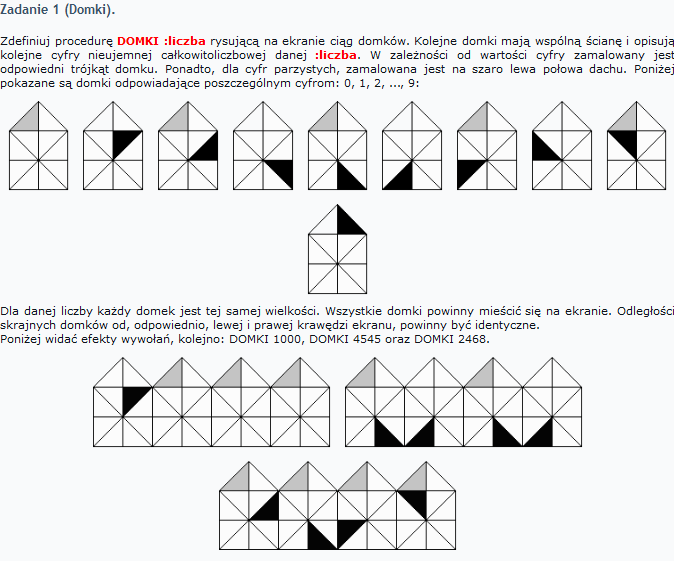 Zadanie 1 (Domki).
Zdefiniuj procedurę DOMKI :liczba rysującą na ekranie ciąg domków. Kolejne domki mają wspólną ścianę i opisują
kolejne cyfry nieujemnej całkowitoliczbowej danej :liczba. W zależności od wartości cyfry zamalowany jest
odpowiedni trójkąt domku. Ponadto, dla cyfr parzystych, zamalowana jest na szaro lewa połowa dachu. Poniżej
pokazane są domki odpowiadające poszczególnym cyfrom: 0, 1, 2, ..., 9:
Dla danej liczby każdy domek jest tej samej wielkości. Wszystkie domki powinny mieścić się na ekranie. Odległości
skrajnych domków od, odpowiednio, lewej i prawej krawędzi ekranu, powinny być identyczne.
Poniżej widać efekty wywołań, kolejno: DOMKI 1000, DOMKI 4545 oraz DOMKI 2468.